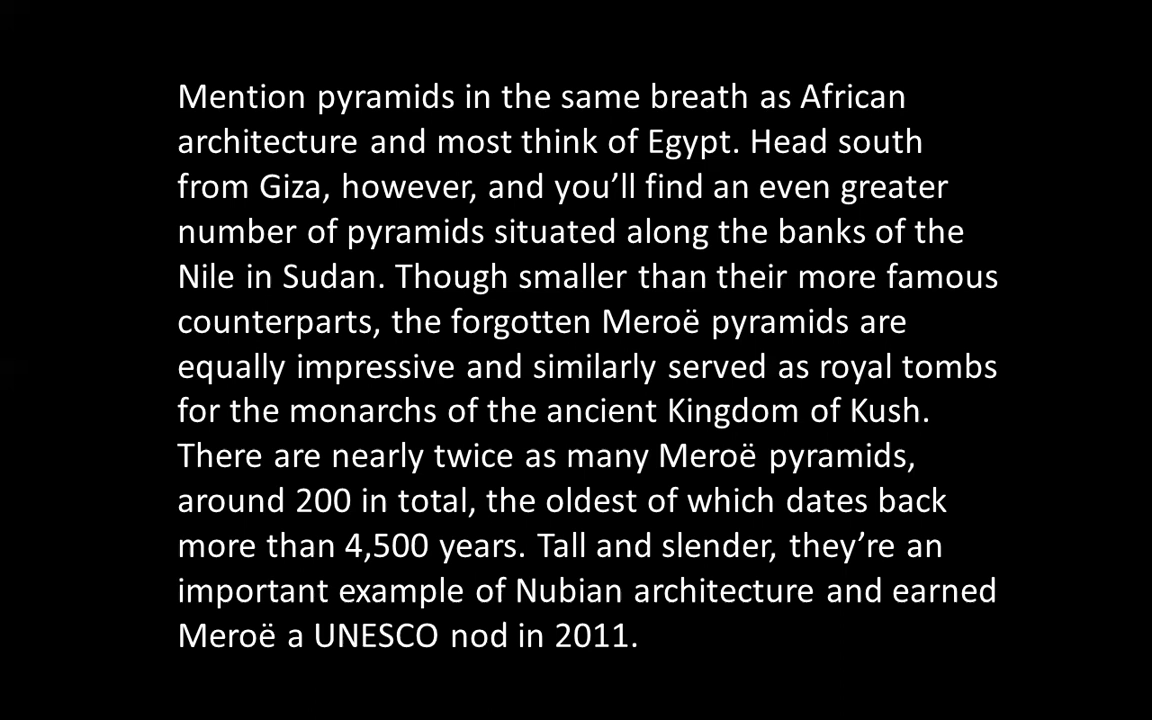 Mention pyramids in the same breath as African
architecture and most think of Egypt. Head south
from Giza, however, and you’ll find an even greater
number of pyramids situated along the banks of the
Nile in Sudan. Though smaller than their more famous
counterparts, the forgotten Meroë pyramids are
equally impressive and similarly served as royal tombs
for the monarchs of the ancient Kingdom of Kush.
There are nearly twice as many Meroë pyramids,
around 200 in total, the oldest of which dates back
more than 4,500 years. Tall and slender, they’re an
important example of Nubian architecture and earned
Meroë a UNESCO nod in 2011.